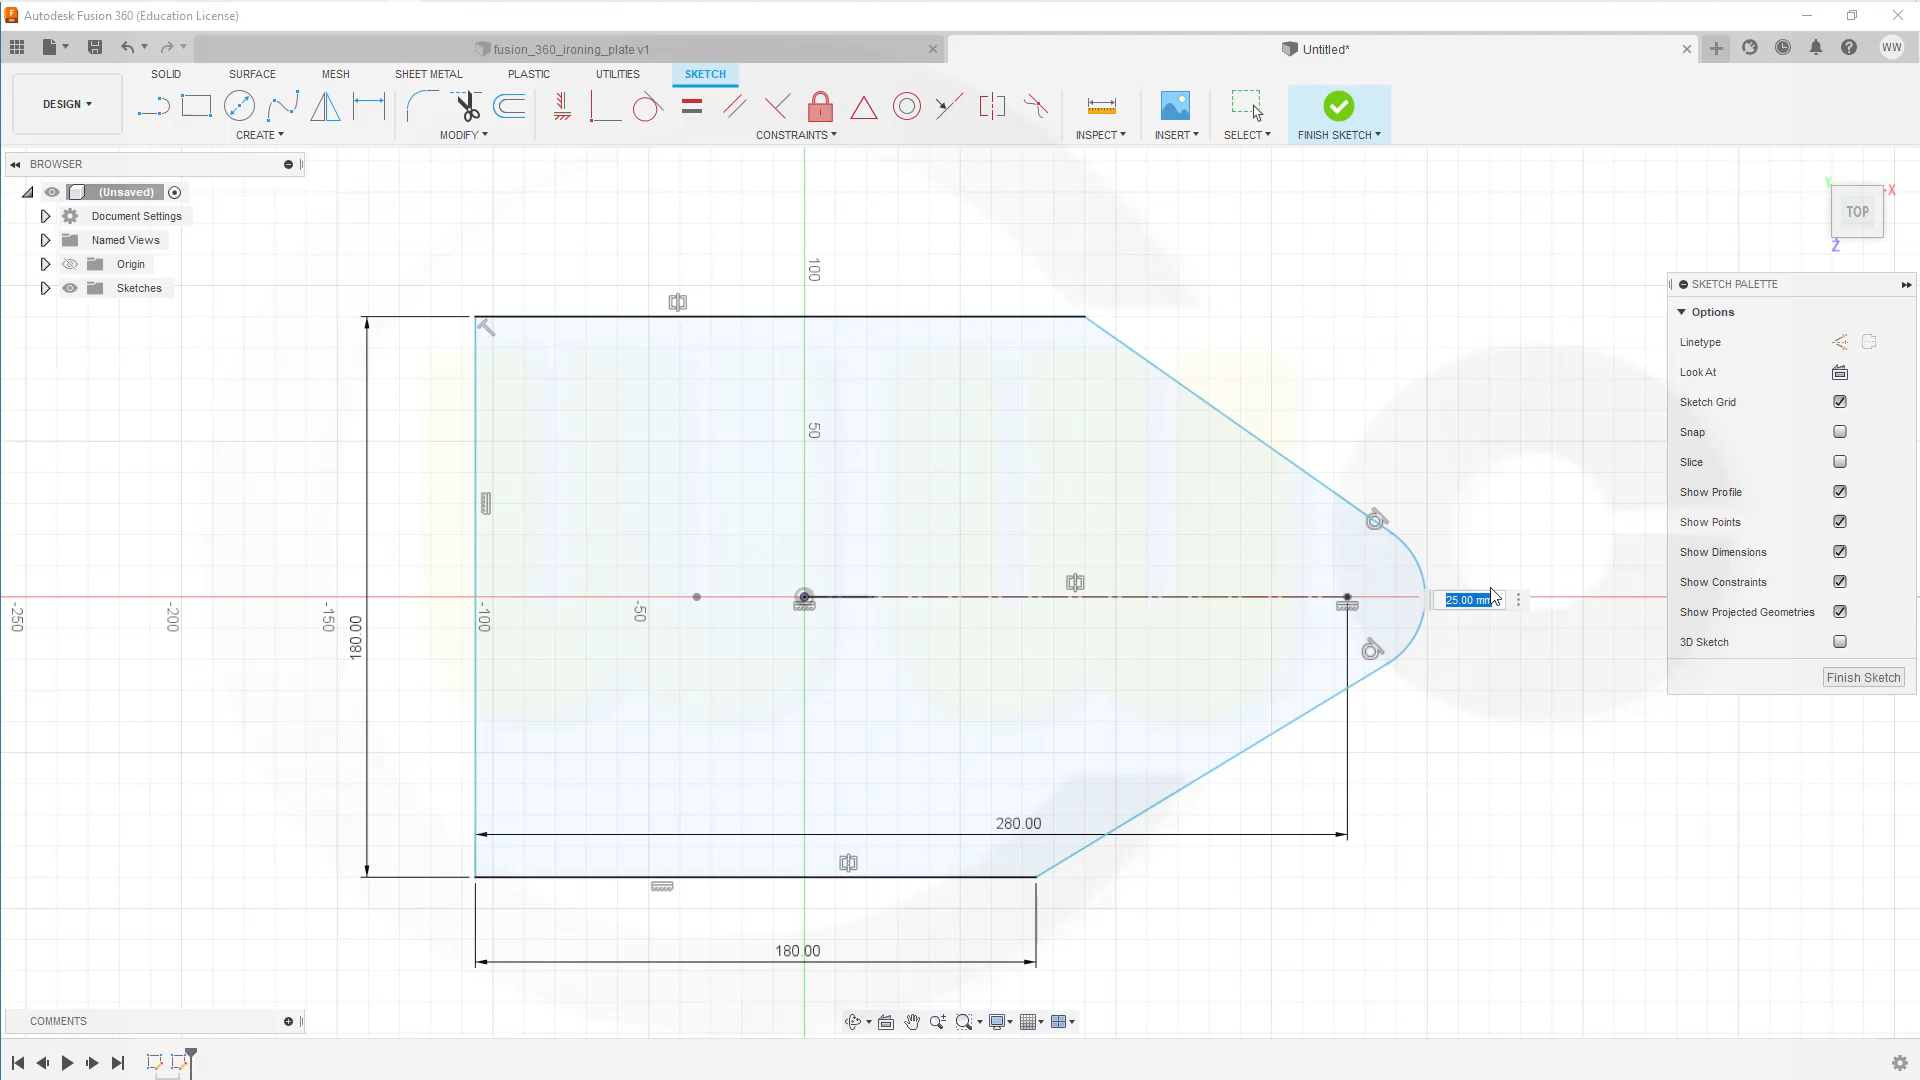 Autodesk Fusion 360 (Education License)
fusion_360_ironing_plate v1
Untitled*
WW
DESIGN
SOLID
SURFACE
MESH
SHEET METAL
PLASTIC
UTILITIES
SKETCH
CREATE
MODIFY
CONSTRAINTS
INSPECT
INSERT
SELECT
FINISH SKETCH
BROWSER
(Unsaved)
Document Settings
Named Views
Origin
Sketches
TOP
X
Y
Z
SKETCH PALETTE
Options
Linetype
Look At
Sketch Grid
Snap
Slice
Show Profile
Show Points
Show Dimensions
Show Constraints
Show Projected Geometries
3D Sketch
Finish Sketch
100
50
-250
-200
-150
-100
-50
180.00
25.00 mm
280.00
180.00
COMMENTS